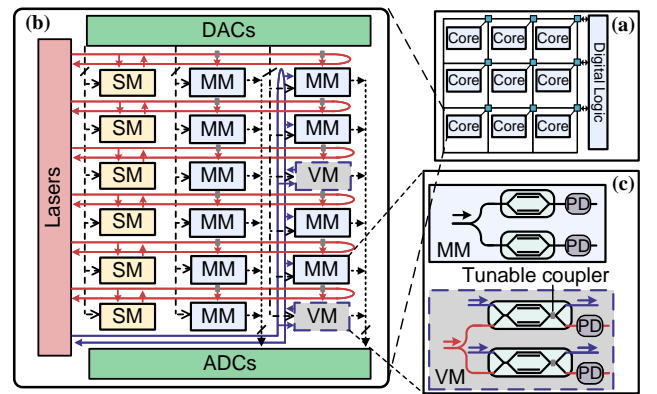 (b)
DACs
Lasers
SM MM MM
SM MM MM
SM MM VM
SM MM MM
SM MM MM
SM MM VM
ADCs
(a)
Core Core Core
Core Core Core
Core Core Core
Digital Logic
(c)
PD
MM PD
Tunable coupler
PD
VM PD